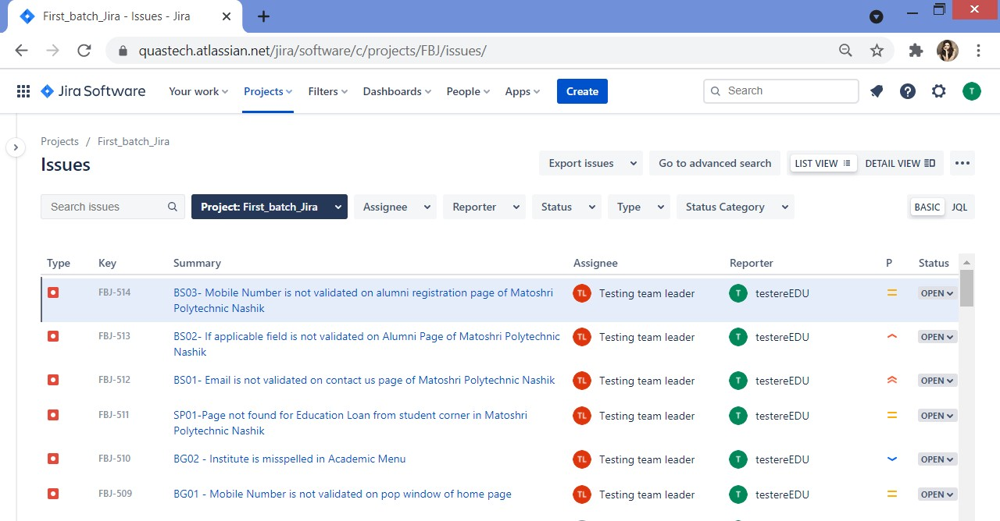 First_batch_Jira - Issues - Jira
quastech.atlassian.net/jira/software/c/projects/FBJ/issues/
Jira Software Your work Projects Filters Dashboards People Apps Create Search T
Projects / First_batch_Jira
Issues Export issues Go to advanced search LIST VIEW DETAIL VIEW
Search issues Project: First_batch_Jira Assignee Reporter Status Type Status Category BASIC JQL
Type Key Summary Assignee Reporter P Status
FBJ-514 BS03- Mobile Number is not validated on alumni registration page of Matoshri TL Testing team leader T testereEDU OPEN
Polytechnic Nashik
FBJ-513 BS02- If applicable field is not validated on Alumni Page of Matoshri Polytechnic TL Testing team leader T testereEDU OPEN
Nashik
FBJ-512 BS01- Email is not validated on contact us page of Matoshri Polytechnic Nashik TL Testing team leader T testereEDU OPEN
FBJ-511 SP01-Page not found for Education Loan from student corner in Matoshri TL Testing team leader T testereEDU OPEN
Polytechnic Nashik
FBJ-510 BG02 - Institute is misspelled in Academic Menu TL Testing team leader T testereEDU OPEN
FBJ-509 BG01 - Mobile Number is not validated on pop window of home page TL Testing team leader T testereEDU OPEN